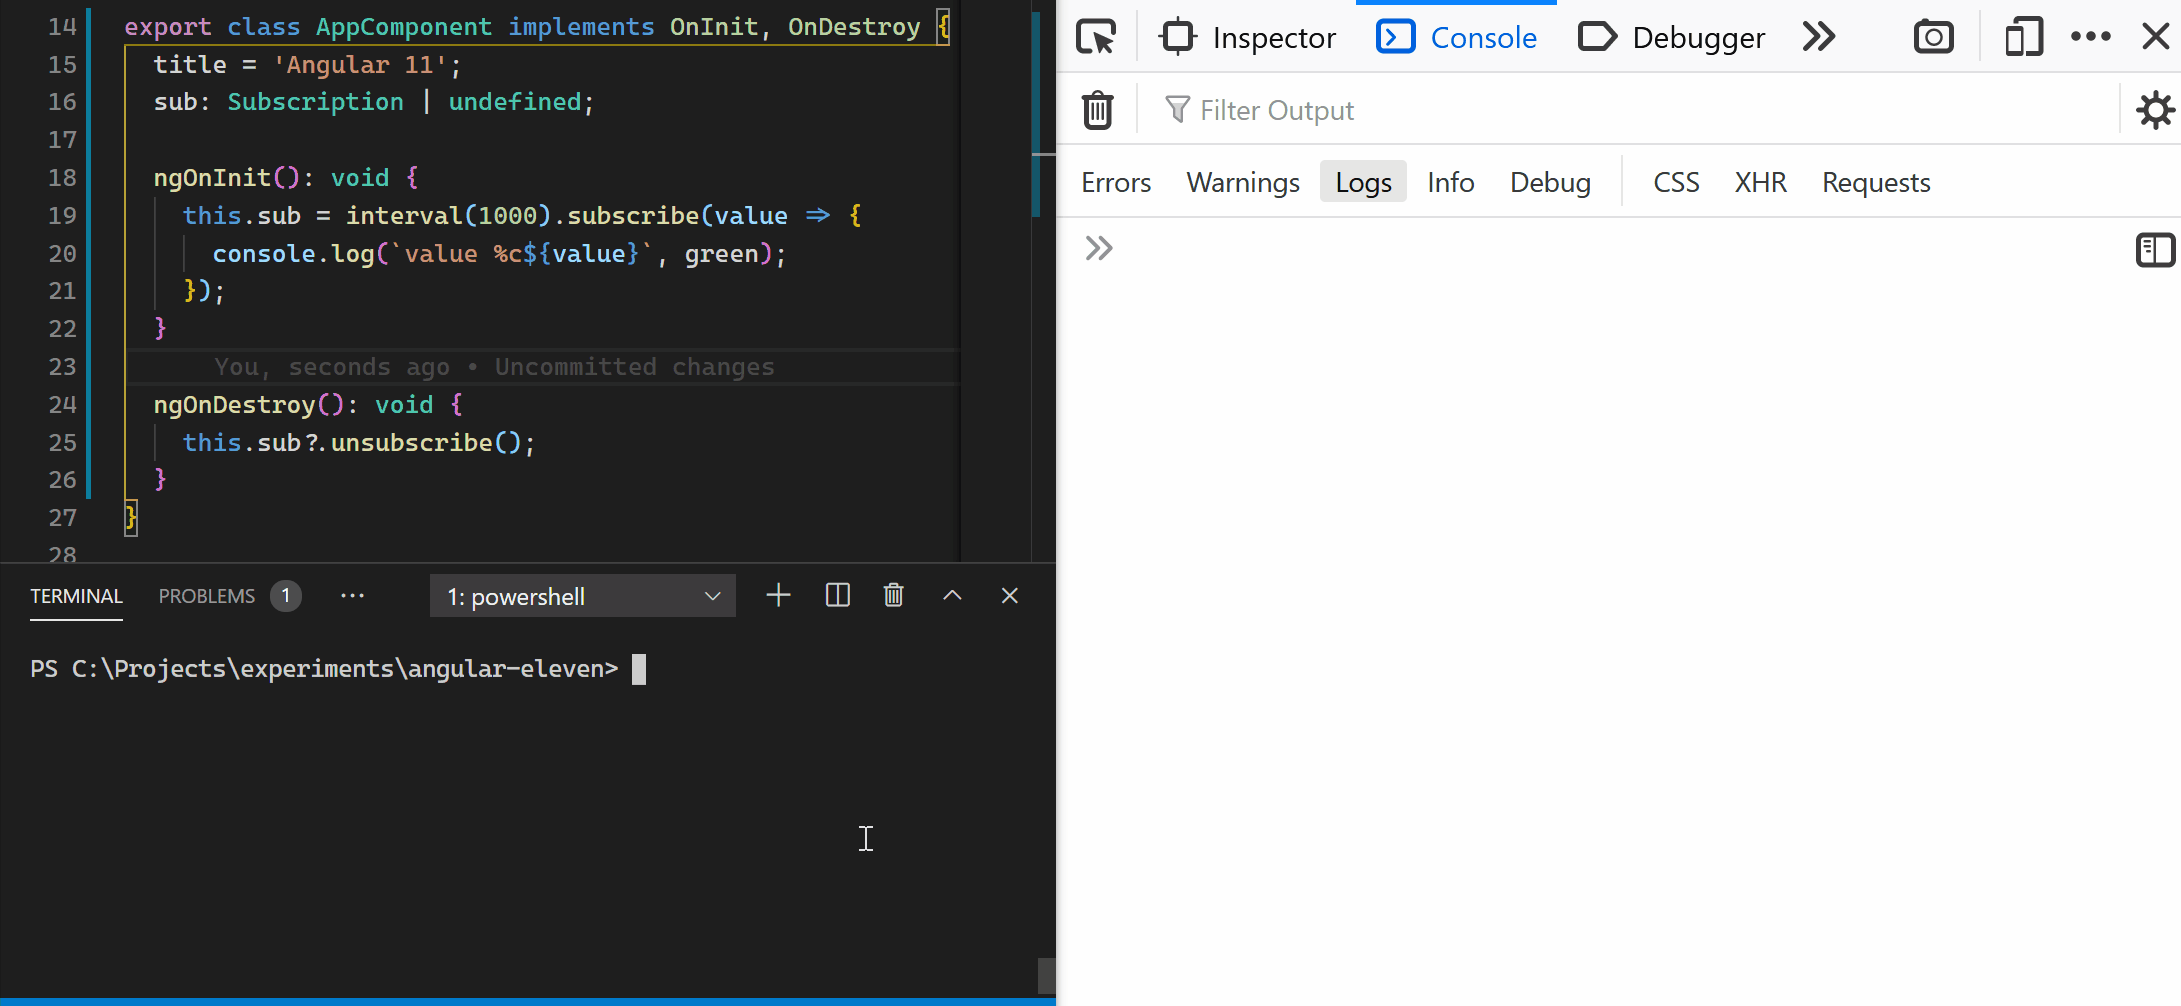 14 export class AppComponent implements OnInit, OnDestroy {
15 title = 'Angular 11';
16 sub: Subscription | undefined;
17
18 ngOnInit(): void {
19 this.sub = interval(1000).subscribe(value => {
20 console.log(`value %c${value}`, green);
21 });
22 }
23 You, seconds ago • Uncommitted changes
24 ngOnDestroy(): void {
25 this.sub?.unsubscribe();
26 }
27 }
28
TERMINAL PROBLEMS 1 ··· 1: powershell
PS C:\Projects\experiments\angular-eleven>
Inspector Console Debugger
Filter Output
Errors Warnings Logs Info Debug CSS XHR Requests